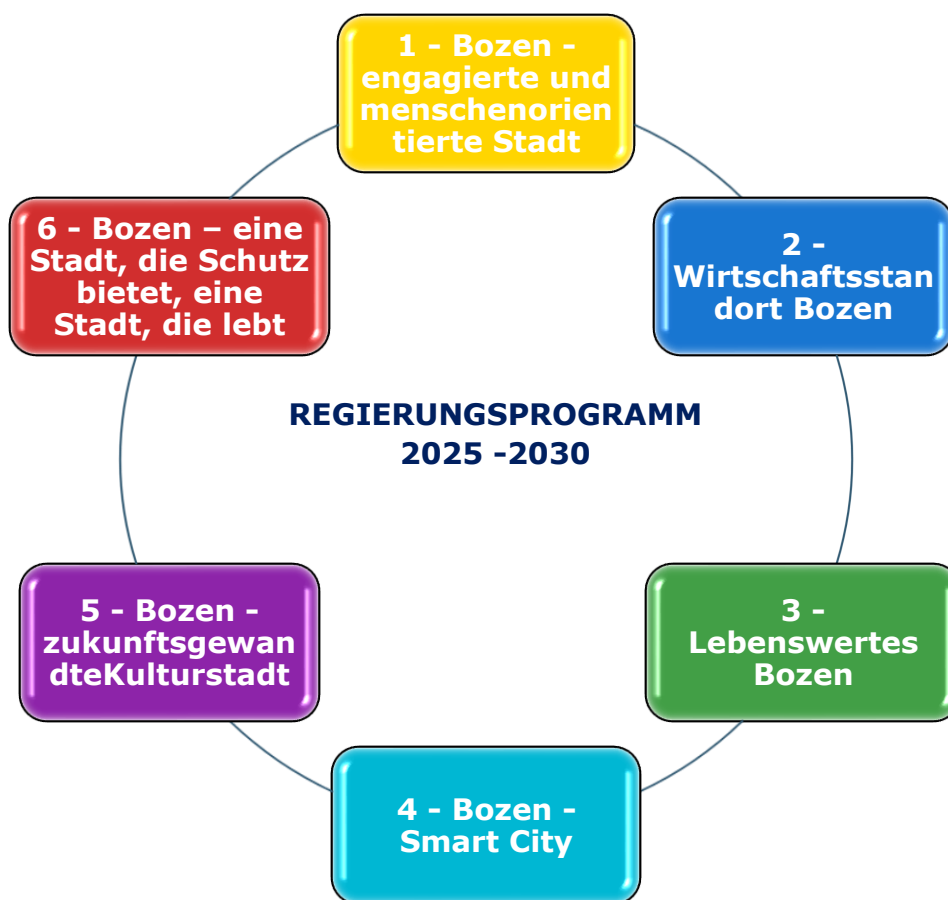 1 - Bozen -
engagierte und
menschenorien
tierte Stadt
2 -
Wirtschaftsstan
dort Bozen
3 -
Lebenswertes
Bozen
4 - Bozen -
Smart City
5 - Bozen -
zukunftsgewan
dteKulturstadt
6 - Bozen – eine
Stadt, die Schutz
bietet, eine
Stadt, die lebt
REGIERUNGSPROGRAMM
2025 -2030